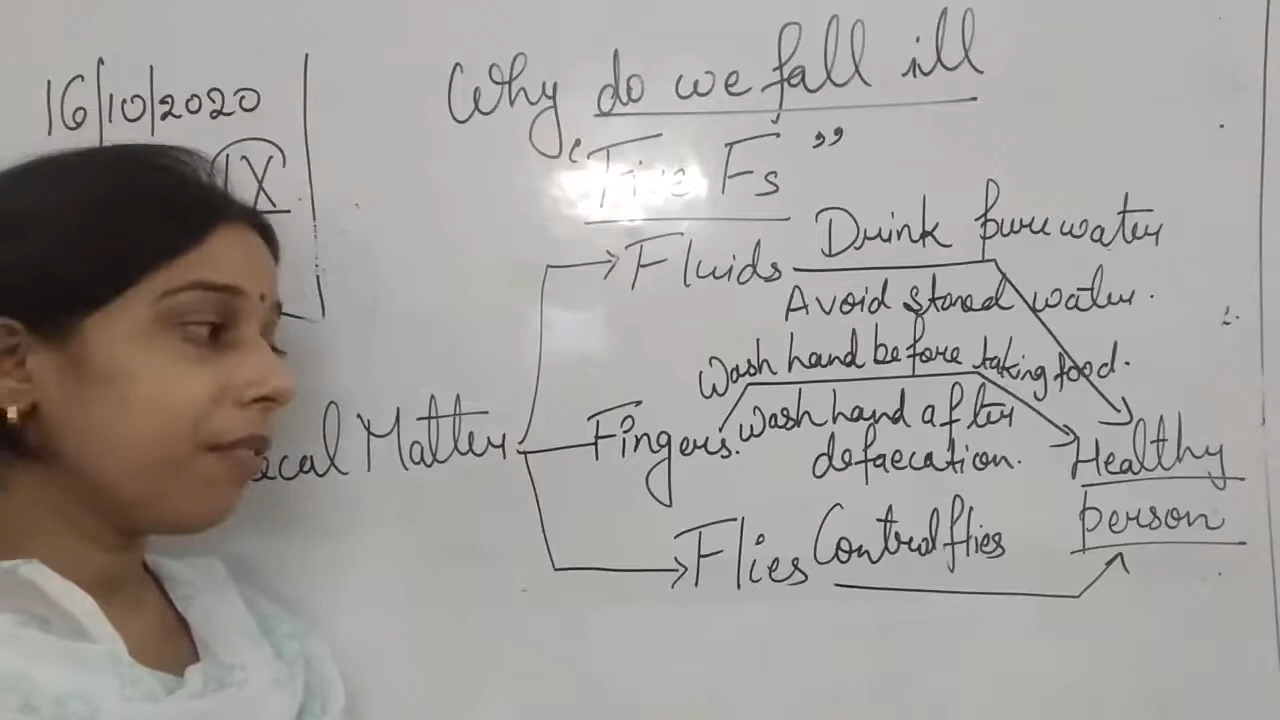 16/10/2020
IX
Why do we fall ill
"Five Fs"
Fluids
Drink pure water
Avoid stored water.
Wash hand before taking food.
ecal Matter
Fingers.
Wash hand after
defaecation.
Healthy
person
Flies
Control flies